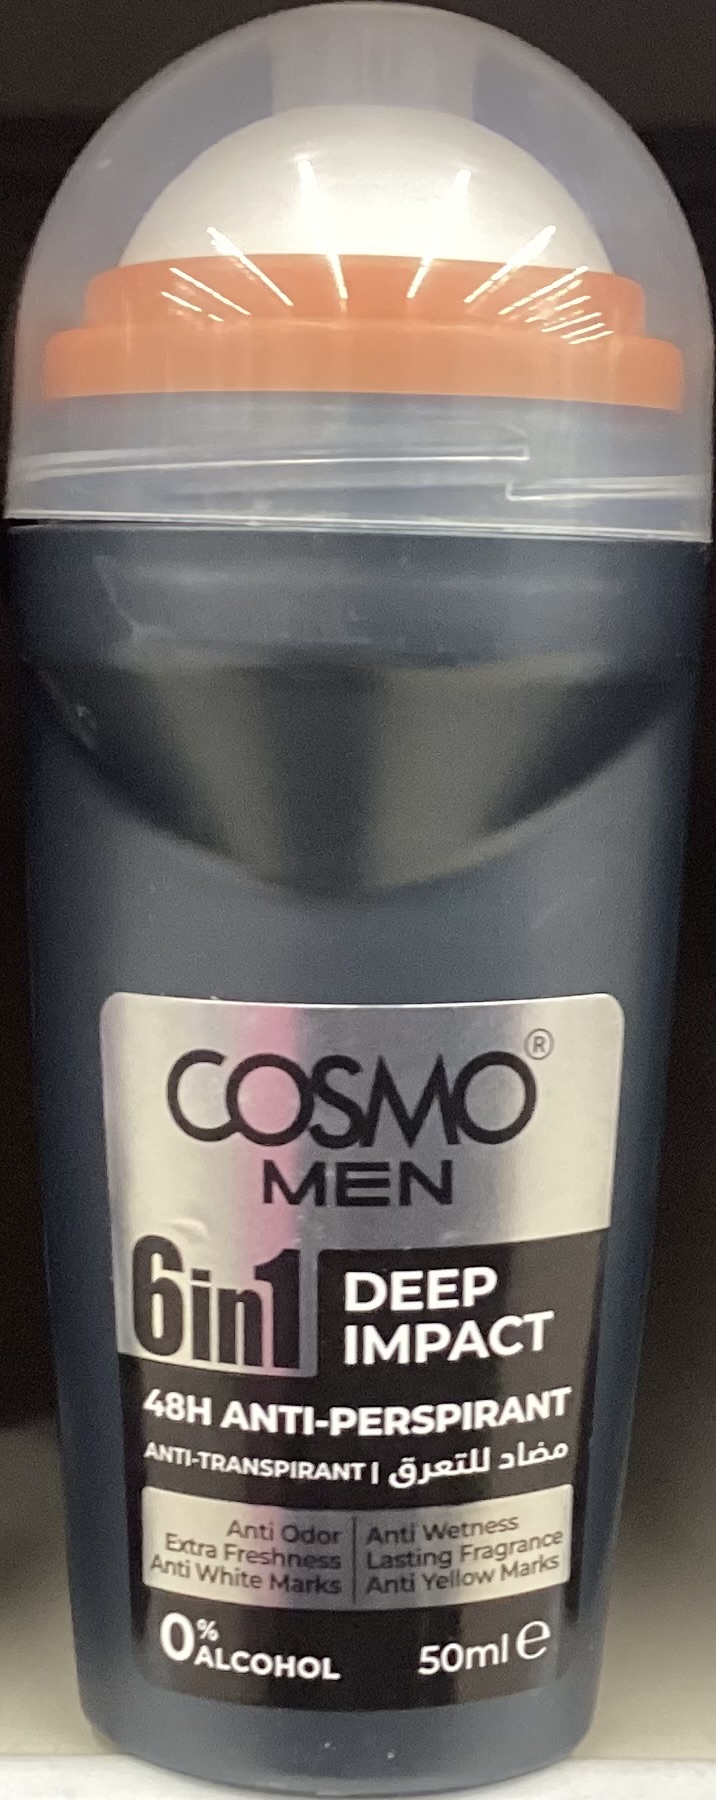 COSMO®
MEN
6in1
DEEP
IMPACT
48H ANTI-PERSPIRANT
ANTI-TRANSPIRANT | مضاد للتعرق
Anti Odor | Anti Wetness
Extra Freshness | Lasting Fragrance
Anti White Marks | Anti Yellow Marks
0% ALCOHOL 50ml e